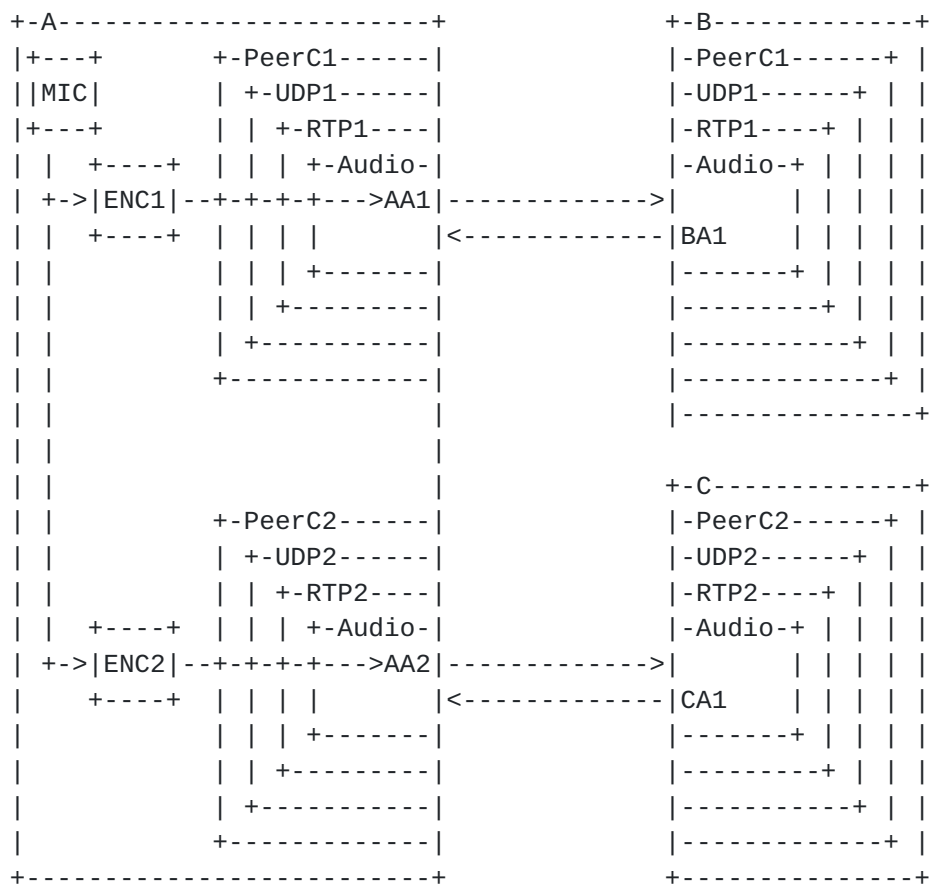 +-A-----------------------+             +-B-------------+
|+---+       +-PeerC1------|             |-PeerC1------+ |
||MIC|       | +-UDP1------|             |-UDP1------+ | |
|+---+       | | +-RTP1----|             |-RTP1----+ | | |
| |  +----+  | | | +-Audio-|             |-Audio-+ | | | |
| +->|ENC1|--+-+-+-+--->AA1|------------->|       | | | | |
| |  +----+  | | | |       |<-------------|BA1    | | | | |
| |          | | | +-------|             |-------+ | | | |
| |          | | +---------|             |---------+ | | |
| |          | +-----------|             |-----------+ | |
| |          +-------------|             |-------------+ |
| |                        |             |---------------+
| |                        |
| |                        |             +-C-------------+
| |          +-PeerC2------|             |-PeerC2------+ |
| |          | +-UDP2------|             |-UDP2------+ | |
| |          | | +-RTP2----|             |-RTP2----+ | | |
| |  +----+  | | | +-Audio-|             |-Audio-+ | | | |
| +->|ENC2|--+-+-+-+--->AA2|------------->|       | | | | |
|    +----+  | | | |       |<-------------|CA1    | | | | |
|            | | | +-------|             |-------+ | | | |
|            | | +---------|             |---------+ | | |
|            | +-----------|             |-----------+ | |
|            +-------------|             |-------------+ |
+--------------------------+             +---------------+